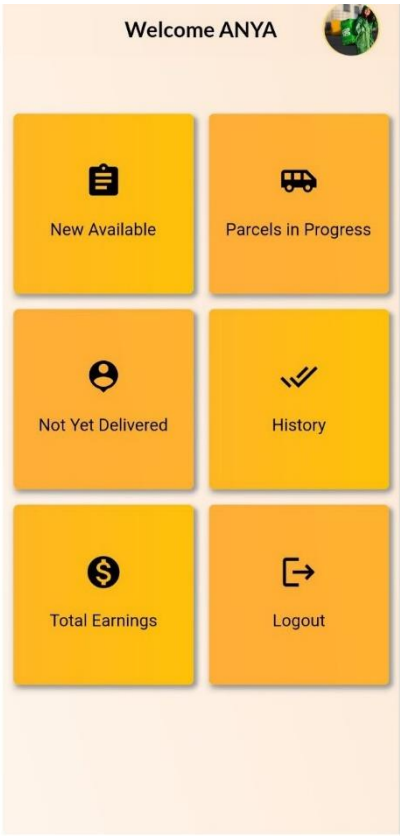 Welcome ANYA
New Available
Parcels in Progress
Not Yet Delivered
History
Total Earnings
Logout